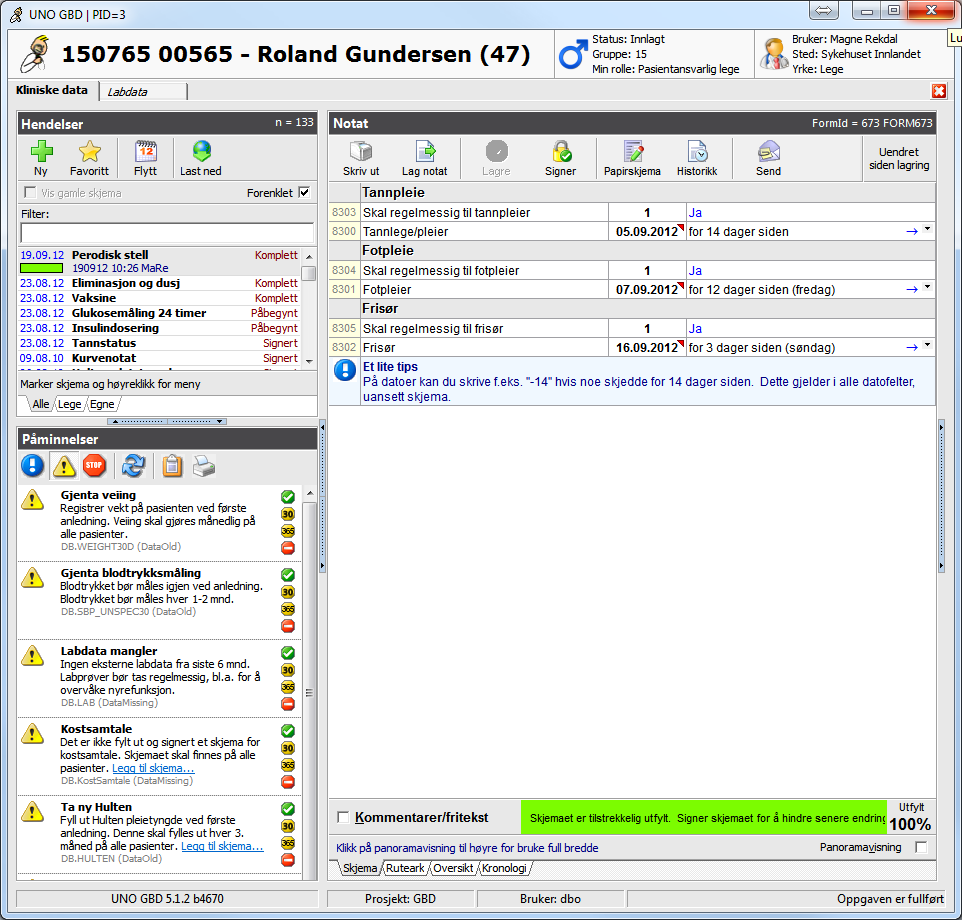 UNO GBD | PID=3
Lu
150765 00565 - Roland Gundersen (47)
Status: Innlagt
Gruppe: 15
Min rolle: Pasientansvarlig lege
Bruker: Magne Rekdal
Sted: Sykehuset Innlandet
Yrke: Lege
Kliniske data
Labdata
Hendelser
n = 133
Ny
Favoritt
12
Flytt
Last ned
Vis gamle skjema
Forenklet
Filter:
19.09.12 Perodisk stell Komplett
190912 10:26 MaRe
23.08.12 Eliminasjon og dusj Komplett
23.08.12 Vaksine Komplett
23.08.12 Glukosemåling 24 timer Påbegynt
23.08.12 Insulindosering Påbegynt
23.08.12 Tannstatus Signert
09.08.10 Kurvenotat Signert
Marker skjema og høyreklikk for meny
Alle
Lege
Egne
Påminnelser
STOP
Gjenta veiing
Registrer vekt på pasienten ved første
anledning. Veiing skal gjøres månedlig på
alle pasienter.
DB.WEIGHT30D (DataOld)
30
365
Gjenta blodtrykksmåling
Blodtrykket bør måles igjen ved anledning.
Blodtrykket bør måles hver 1-2 mnd.
DB.SBP_UNSPEC30 (DataOld)
30
365
Labdata mangler
Ingen eksterne labdata fra siste 6 mnd.
Labprøver bør tas regelmessig, bl.a. for å
overvåke nyrefunksjon.
DB.LAB (DataMissing)
30
365
Kostsamtale
Det er ikke fylt ut og signert et skjema for
kostsamtale. Skjemaet skal finnes på alle
pasienter. Legg til skjema...
DB.KostSamtale (DataMissing)
30
365
Ta ny Hulten
Fyll ut Hulten pleietyngde ved første
anledning. Denne skal fylles ut hver 3.
måned på alle pasienter. Legg til skjema...
DB.HULTEN (DataOld)
30
365
Notat
FormId = 673 FORM673
Skriv ut
Lag notat
Lagre
Signer
Papirskjema
Historikk
Send
Uendret
siden lagring
Tannpleie
8303 Skal regelmessig til tannpleier 1 Ja
8300 Tannlege/pleier 05.09.2012 for 14 dager siden
Fotpleie
8304 Skal regelmessig til fotpleier 1 Ja
8301 Fotpleier 07.09.2012 for 12 dager siden (fredag)
Frisør
8305 Skal regelmessig til frisør 1 Ja
8302 Frisør 16.09.2012 for 3 dager siden (søndag)
Et lite tips
På datoer kan du skrive f.eks. "-14" hvis noe skjedde for 14 dager siden. Dette gjelder i alle datofelter,
uansett skjema.
Kommentarer/fritekst
Skjemaet er tilstrekkelig utfylt. Signer skjemaet for å hindre senere endring
Utfylt
100%
Klikk på panoramavisning til høyre for bruke full bredde
Panoramavisning
Skjema
Ruteark
Oversikt
Kronologi
UNO GBD 5.1.2 b4670
Prosjekt: GBD
Bruker: dbo
Oppgaven er fullført